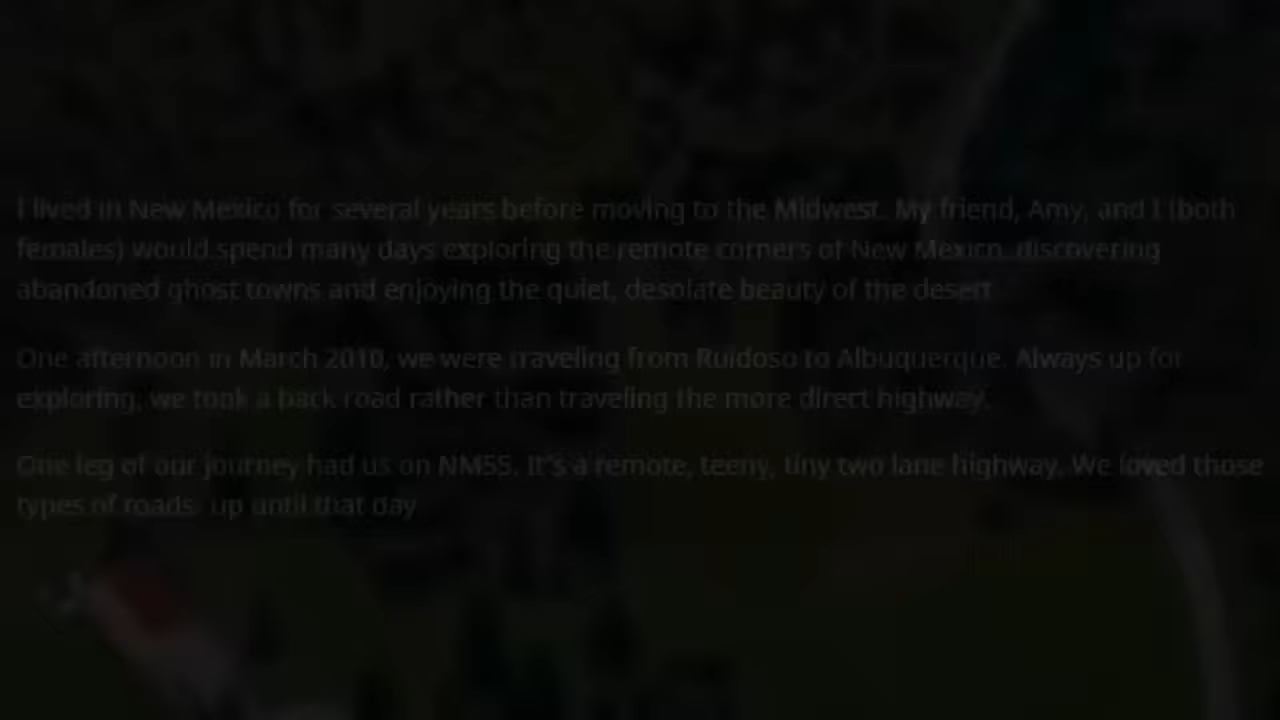 I lived in New Mexico for several years before moving to the Midwest. My friend, Amy, and I (both
females) would spend many days exploring the remote corners of New Mexico, discovering
abandoned ghost towns and enjoying the quiet, desolate beauty of the desert.
One afternoon in March 2010, we were traveling from Ruidoso to Albuquerque. Always up for
exploring, we took a back road rather than traveling the more direct highway.
One leg of our journey had us on NM55. It's a remote, teeny, tiny two lane highway. We loved those
types of roads, up until that day